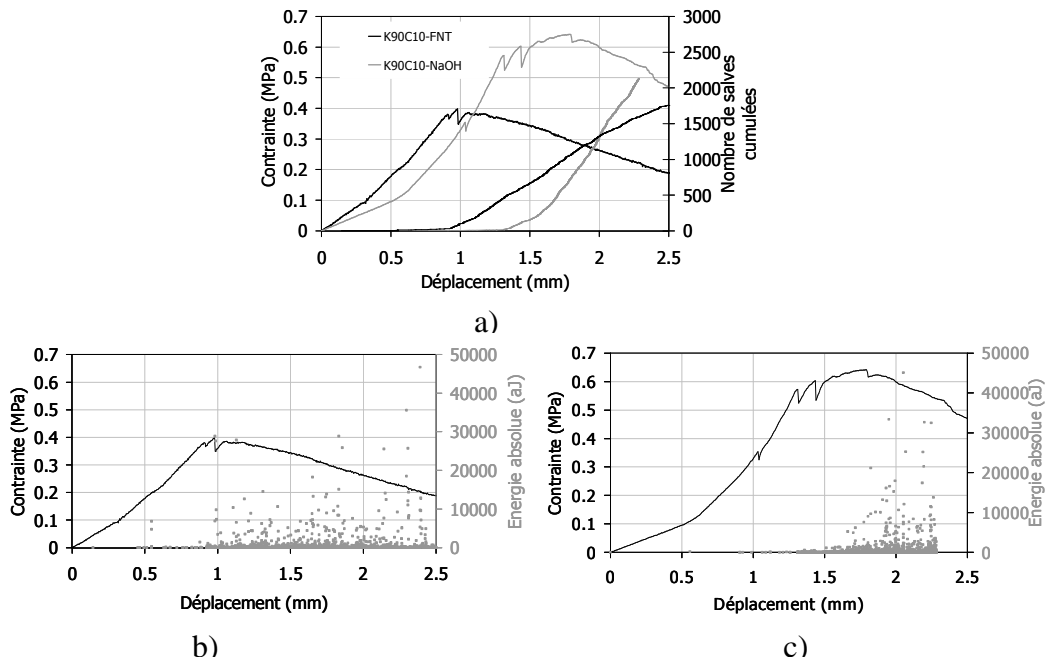 0.7
0.6
0.5
0.4
0.3
0.2
0.1
0
Contrainte (MPa)
K90C10-FNT
K90C10-NaOH
3000
2500
2000
1500
1000
500
0
Nombre de salves
cumulées
0 0.5 1 1.5 2 2.5
Déplacement (mm)
a)
0.7
0.6
0.5
0.4
0.3
0.2
0.1
0
Contrainte (MPa)
50000
40000
30000
20000
10000
0
Energie absolue (aJ)
0 0.5 1 1.5 2 2.5
Déplacement (mm)
b)
0.7
0.6
0.5
0.4
0.3
0.2
0.1
0
Contrainte (MPa)
50000
40000
30000
20000
10000
0
Energie absolue (aJ)
0 0.5 1 1.5 2 2.5
Déplacement (mm)
c)